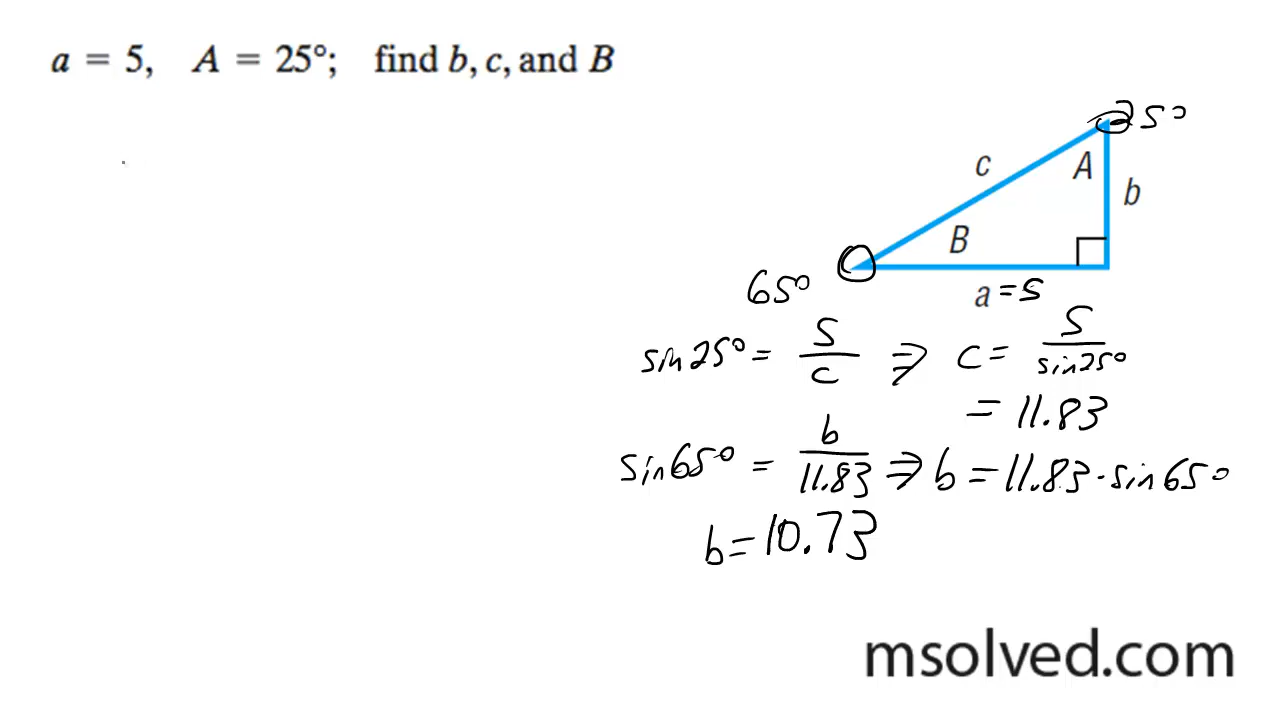 a = 5, A = 25°; find b, c, and B
25°
c
A
b
B
65°
a = 5
sin25° = 5/c ⇒ c = 5/sin25°
= 11.83
sin65° = b/11.83 ⇒ b = 11.83 · sin65°
b = 10.73
msolved.com